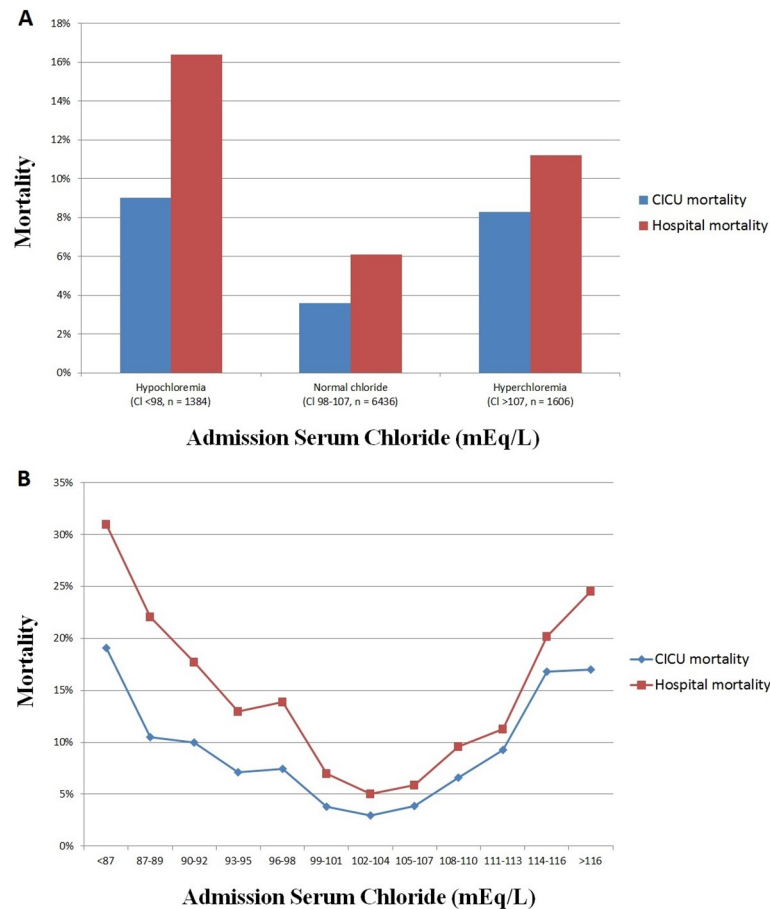 A
18%
16%
14%
12%
10%
8%
6%
4%
2%
0%
Mortality
CICU mortality
Hospital mortality
Hypochloremia Normal chloride Hyperchloremia
(Cl <98, n = 1384) (Cl 98-107, n = 6436) (Cl >107, n = 1606)
Admission Serum Chloride (mEq/L)
B
35%
30%
25%
20%
15%
10%
5%
0%
Mortality
CICU mortality
Hospital mortality
<87 87-89 90-92 93-95 96-98 99-101 102-104 105-107 108-110 111-113 114-116 >116
Admission Serum Chloride (mEq/L)